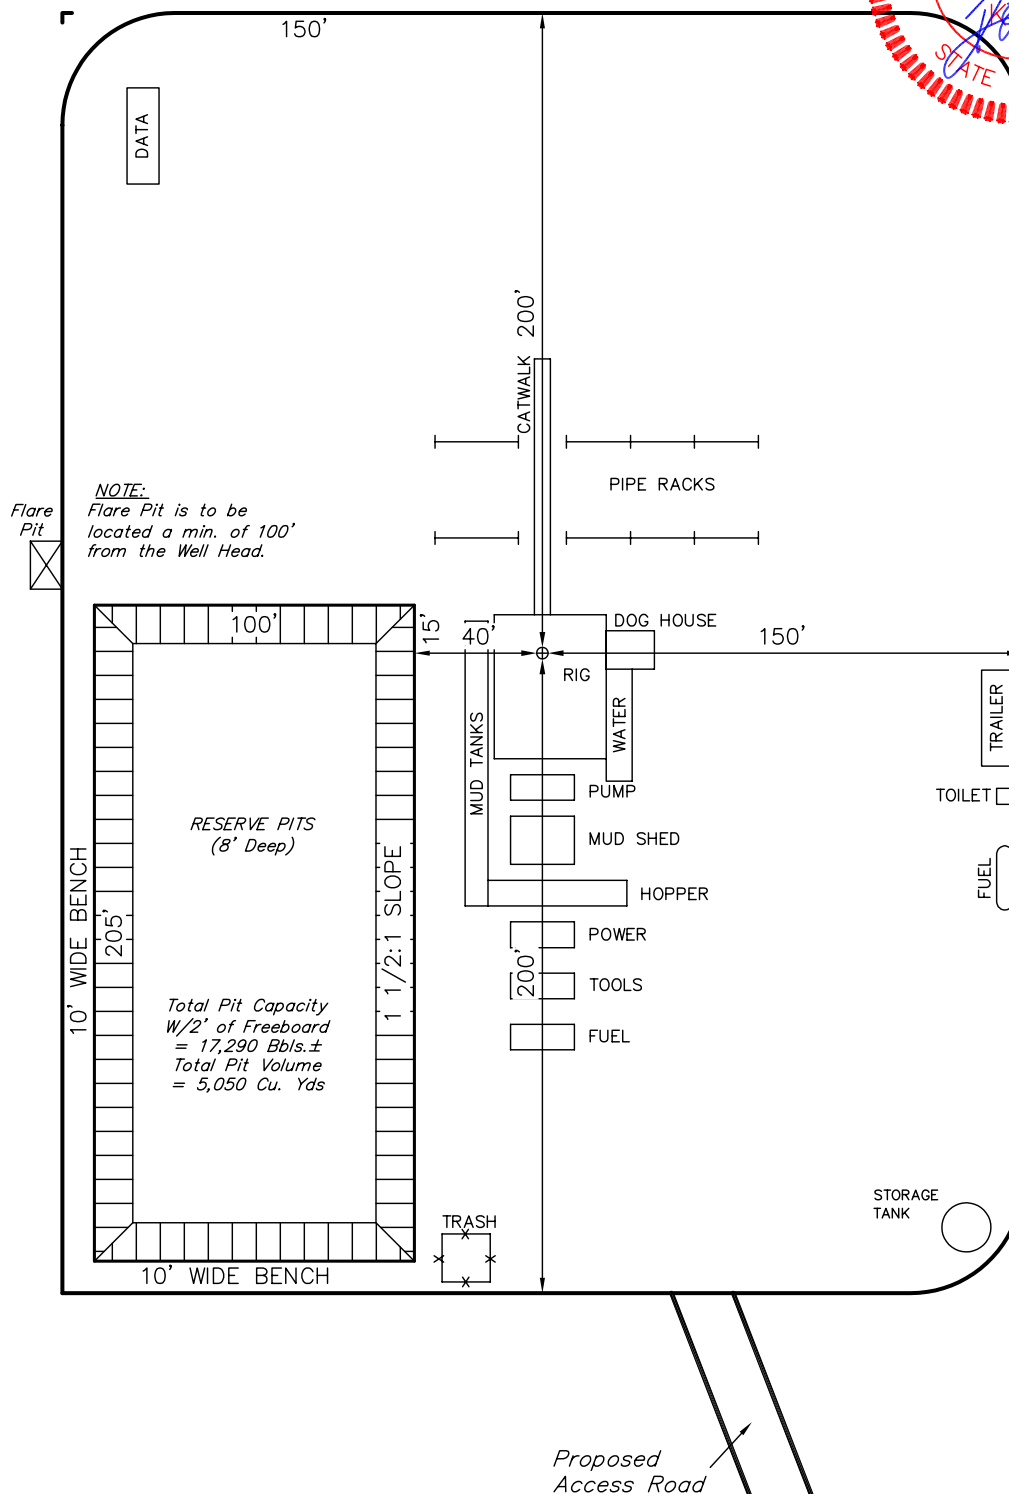 150'
STATE
DATA
200'
CATWALK
PIPE RACKS
NOTE:
Flare Pit is to be
located a min. of 100'
from the Well Head.
Flare
Pit
100'
15'
40'
DOG HOUSE
150'
RIG
WATER
MUD TANKS
TRAILER
PUMP
TOILET
RESERVE PITS
(8' Deep)
MUD SHED
FUEL
HOPPER
10' WIDE BENCH
205'
1 1/2:1 SLOPE
POWER
200'
TOOLS
FUEL
Total Pit Capacity
W/2' of Freeboard
= 17,290 Bbls.±
Total Pit Volume
= 5,050 Cu. Yds
STORAGE
TANK
TRASH
10' WIDE BENCH
Proposed
Access Road